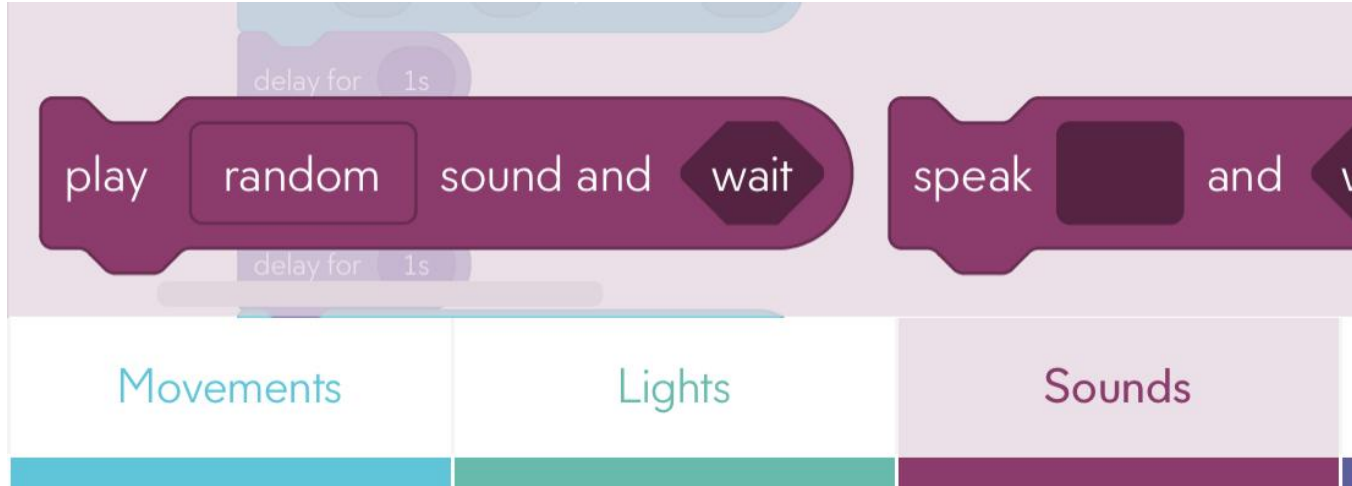 delay for 1s
play random sound and wait
speak and
delay for 1s
Movements Lights Sounds